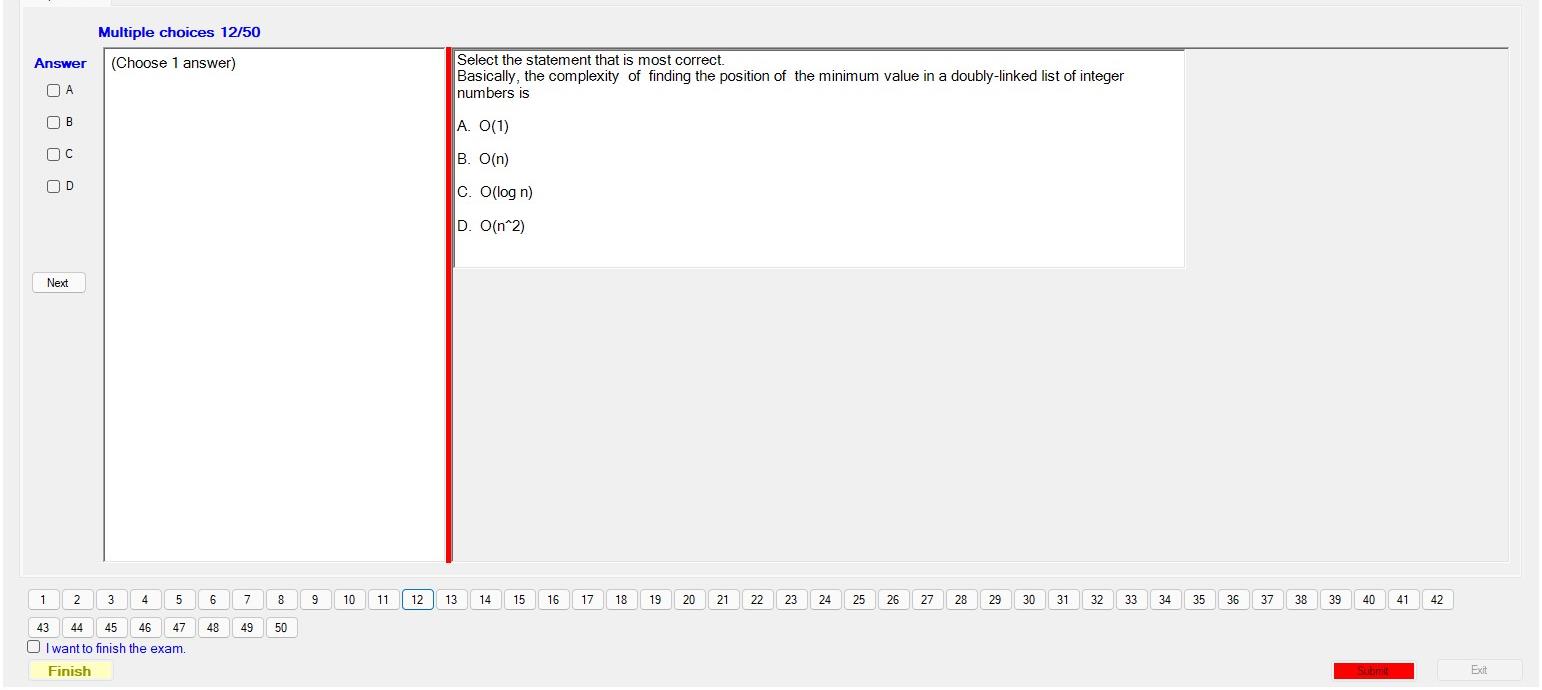 Multiple choices 12/50
Answer
(Choose 1 answer)
A
B
C
D
Next
Select the statement that is most correct.
Basically, the complexity of finding the position of the minimum value in a doubly-linked list of integer
numbers is
A. O(1)
B. O(n)
C. O(log n)
D. O(n^2)
1 2 3 4 5 6 7 8 9 10 11 12 13 14 15 16 17 18 19 20 21 22 23 24 25 26 27 28 29 30 31 32 33 34 35 36 37 38 39 40 41 42
43 44 45 46 47 48 49 50
I want to finish the exam.
Finish
Submit
Exit